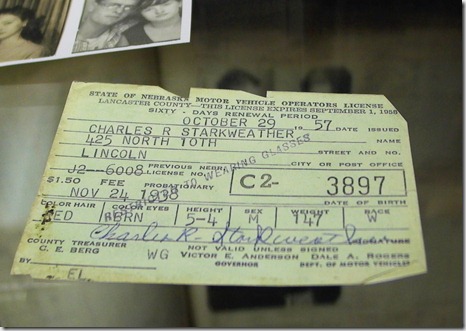 STATE OF NEBRASKA MOTOR VEHICLE OPERATORS LICENSE
LANCASTER COUNTY—THIS LICENSE EXPIRES SEPTEMBER 1, 1958
SIXTY - DAYS RENEWAL PERIOD
OCTOBER 29 19 57 DATE ISSUED
CHARLES R STARKWEATHER NAME
425 NORTH 10TH STREET AND NO.
WEARING GLASSES
LINCOLN CITY OR POST OFFICE
J2-6008 PREVIOUS NEBR. LICENSE NO.
$1.50 FEE PROBATIONARY
C2- 3897
NOV 24 1938 DATE OF BIRTH
COLOR HAIR COLOR EYES HEIGHT SEX WEIGHT RACE
RED BRN 5-4 M 147 W
Charles R. Starkweather SIGNATURE
COUNTY TREASURER NOT VALID UNLESS SIGNED
C. E. BERG WG VICTOR E. ANDERSON DALE A. ROGERS
GOVERNOR DEPT. OF MOTOR VEHICLES